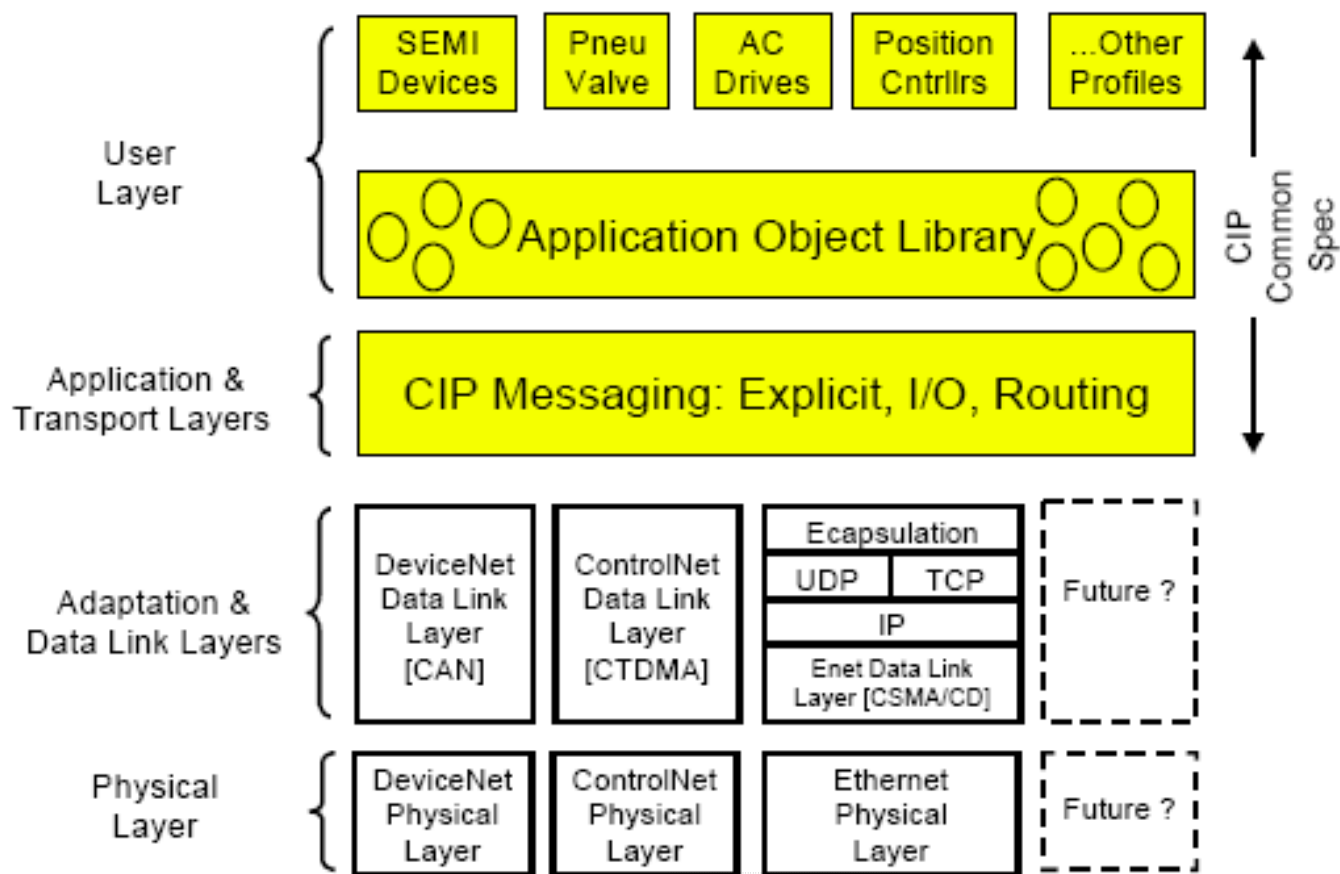 SEMI
Devices
Pneu
Valve
AC
Drives
Position
Cntrllrs
...Other
Profiles
User
Layer
Application Object Library
CIP
Common
Spec
Application &
Transport Layers
CIP Messaging: Explicit, I/O, Routing
Adaptation &
Data Link Layers
DeviceNet
Data Link
Layer
[CAN]
ControlNet
Data Link
Layer
[CTDMA]
Ecapsulation
UDP
TCP
IP
Enet Data Link
Layer [CSMA/CD]
Future ?
Physical
Layer
DeviceNet
Physical
Layer
ControlNet
Physical
Layer
Ethernet
Physical
Layer
Future ?